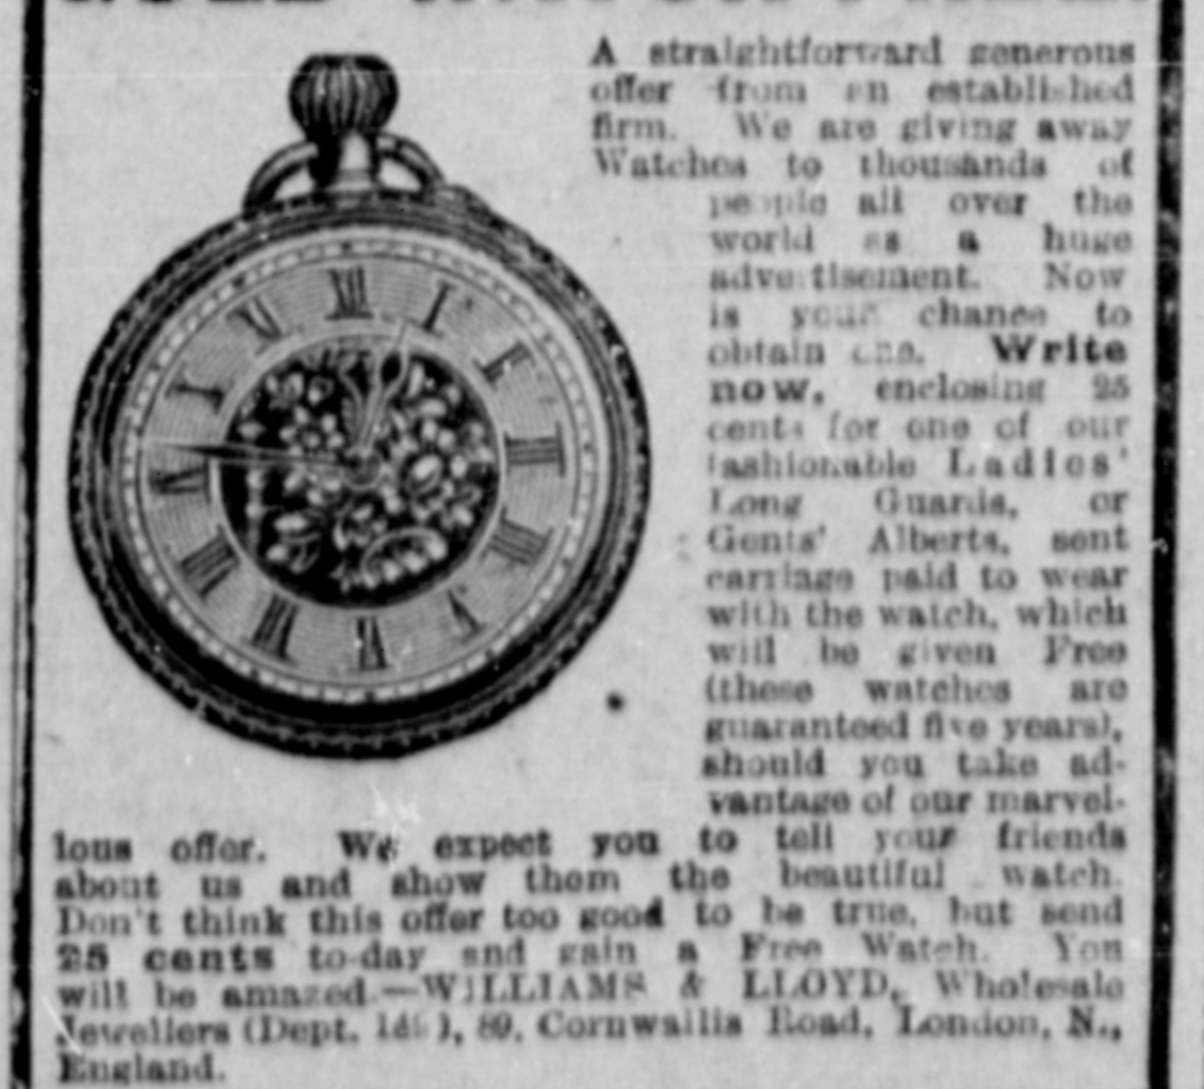 A straightforward generous
offer from an established
firm. We are giving away
Watches to thousands of
people all over the
world as a huge
advertisement. Now
is your chance to
obtain one. Write
now, enclosing 25
cents for one of our
fashionable Ladies'
Long Guards, or
Gents' Alberts, sent
carriage paid to wear
with the watch, which
will be given Free
(these watches are
guaranteed five years),
should you take ad-
vantage of our marvel-
lous offer. We expect you to tell your friends
about us and show them the beautiful watch.
Don't think this offer too good to be true, but send
25 cents to-day and gain a Free Watch. You
will be amazed.—WILLIAMS & LLOYD, Wholesale
Jewellers (Dept. ), 89, Cornwallis Road, London, N.,
England.